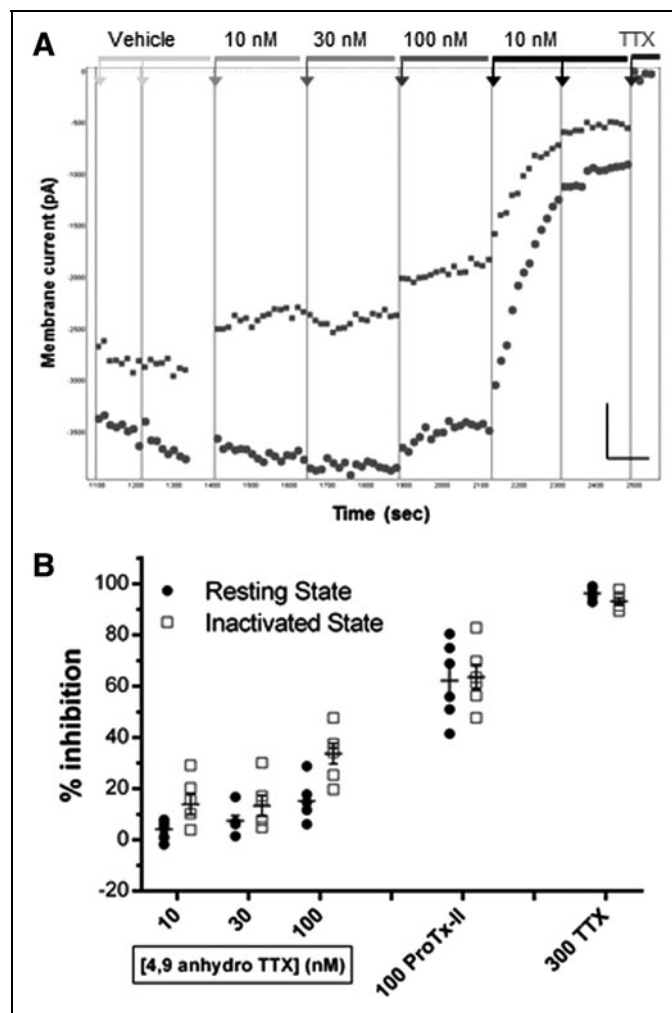 A
Vehicle 10 nM 30 nM 100 nM 10 nM TTX
0
-500
-1000
-1500
-2000
-2500
-3000
-3500
Membrane current (pA)
1100 1200 1300 1400 1600 1700 1800 1900 2000 2100 2200 2300 2400 2500
Time (sec)
B
Resting State
Inactivated State
100
80
60
40
20
0
-20
% inhibition
10 30 100 100 ProTx-II 300 TTX
[4,9 anhydro TTX] (nM)